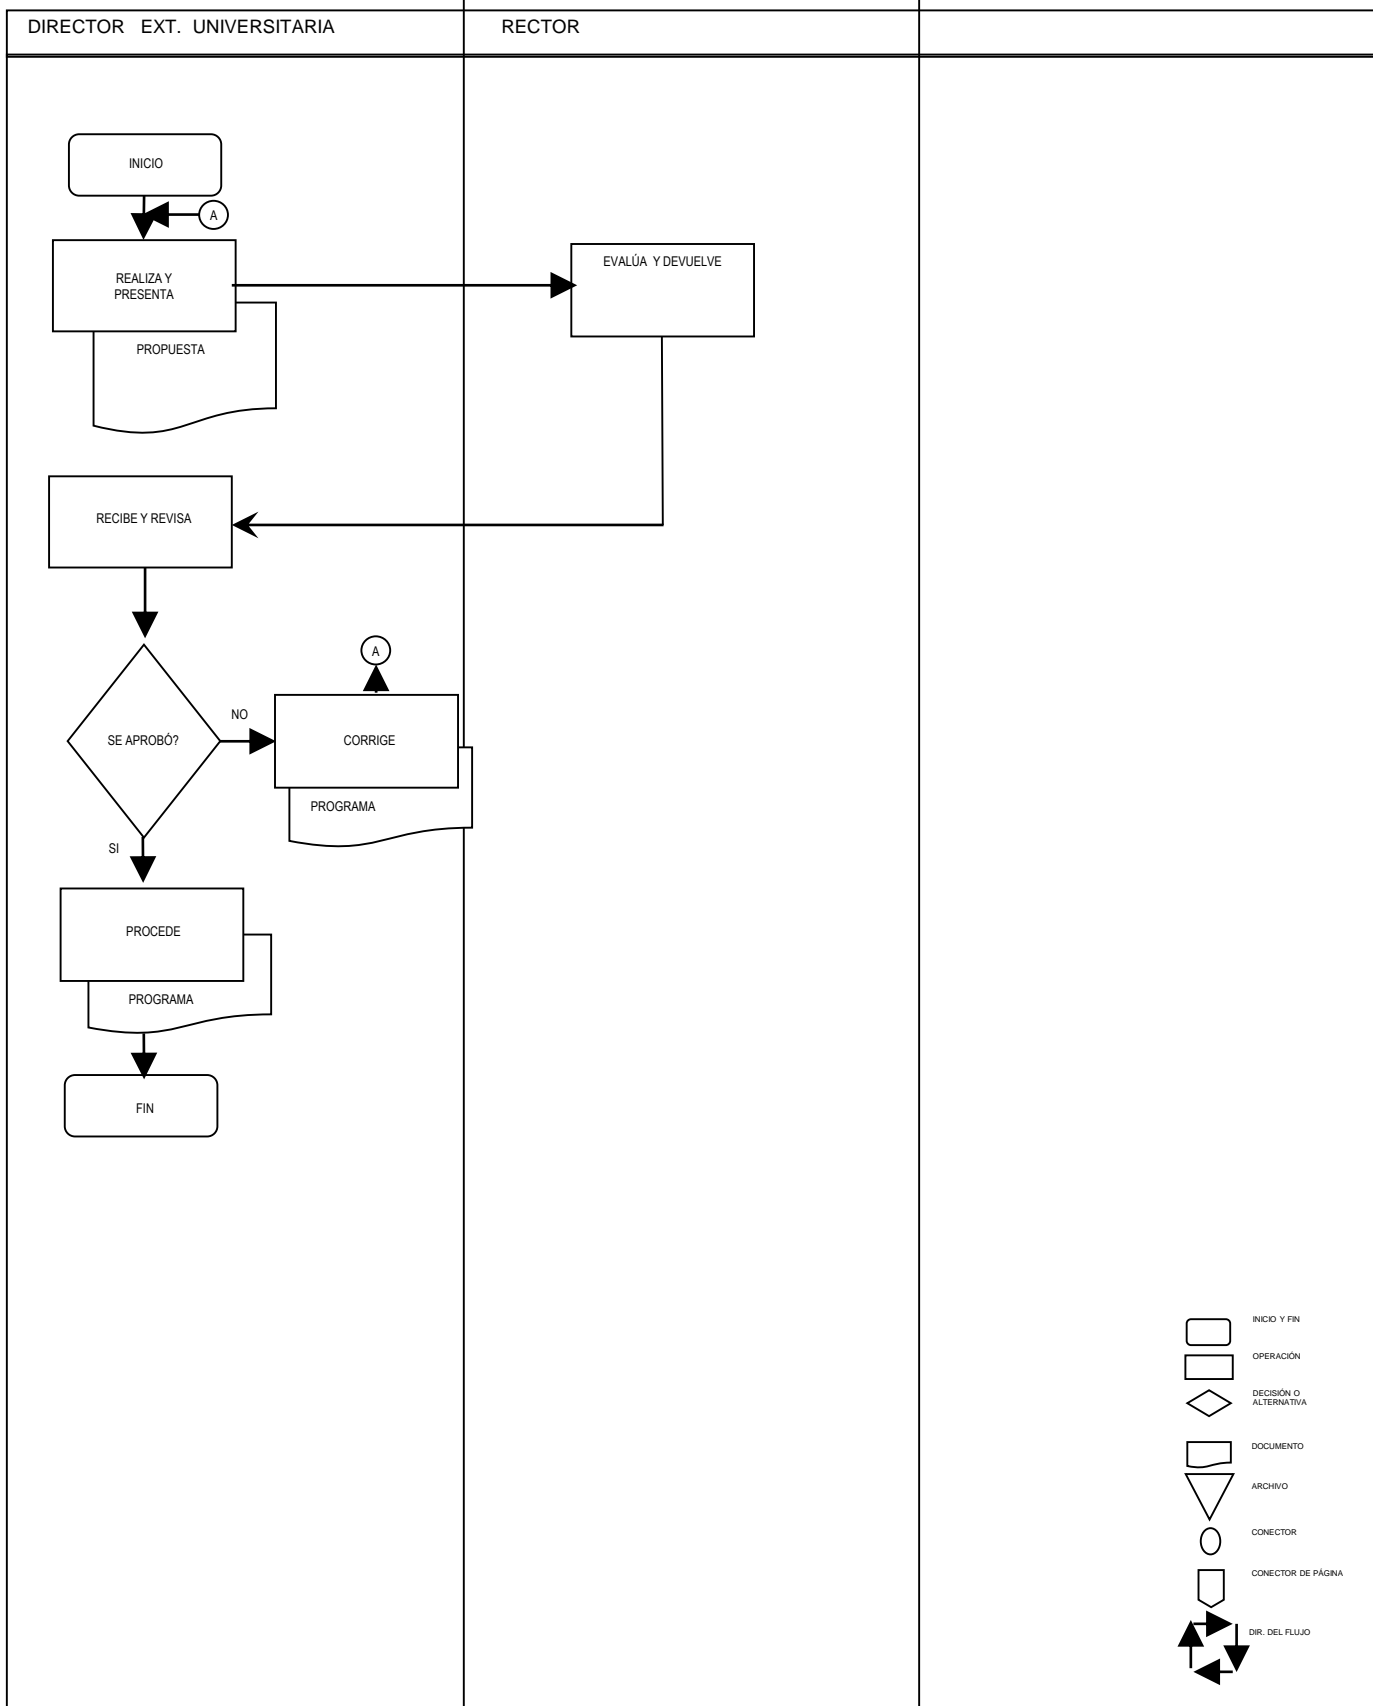 DIRECTOR EXT. UNIVERSITARIA
RECTOR
INICIO
A
REALIZA Y
PRESENTA
PROPUESTA
EVALÚA Y DEVUELVE
RECIBE Y REVISA
A
SE APROBÓ?
NO
CORRIGE
PROGRAMA
SI
PROCEDE
PROGRAMA
FIN
INICIO Y FIN
OPERACIÓN
DECISIÓN O
ALTERNATIVA
DOCUMENTO
ARCHIVO
CONECTOR
CONECTOR DE PÁGINA
DIR. DEL FLUJO